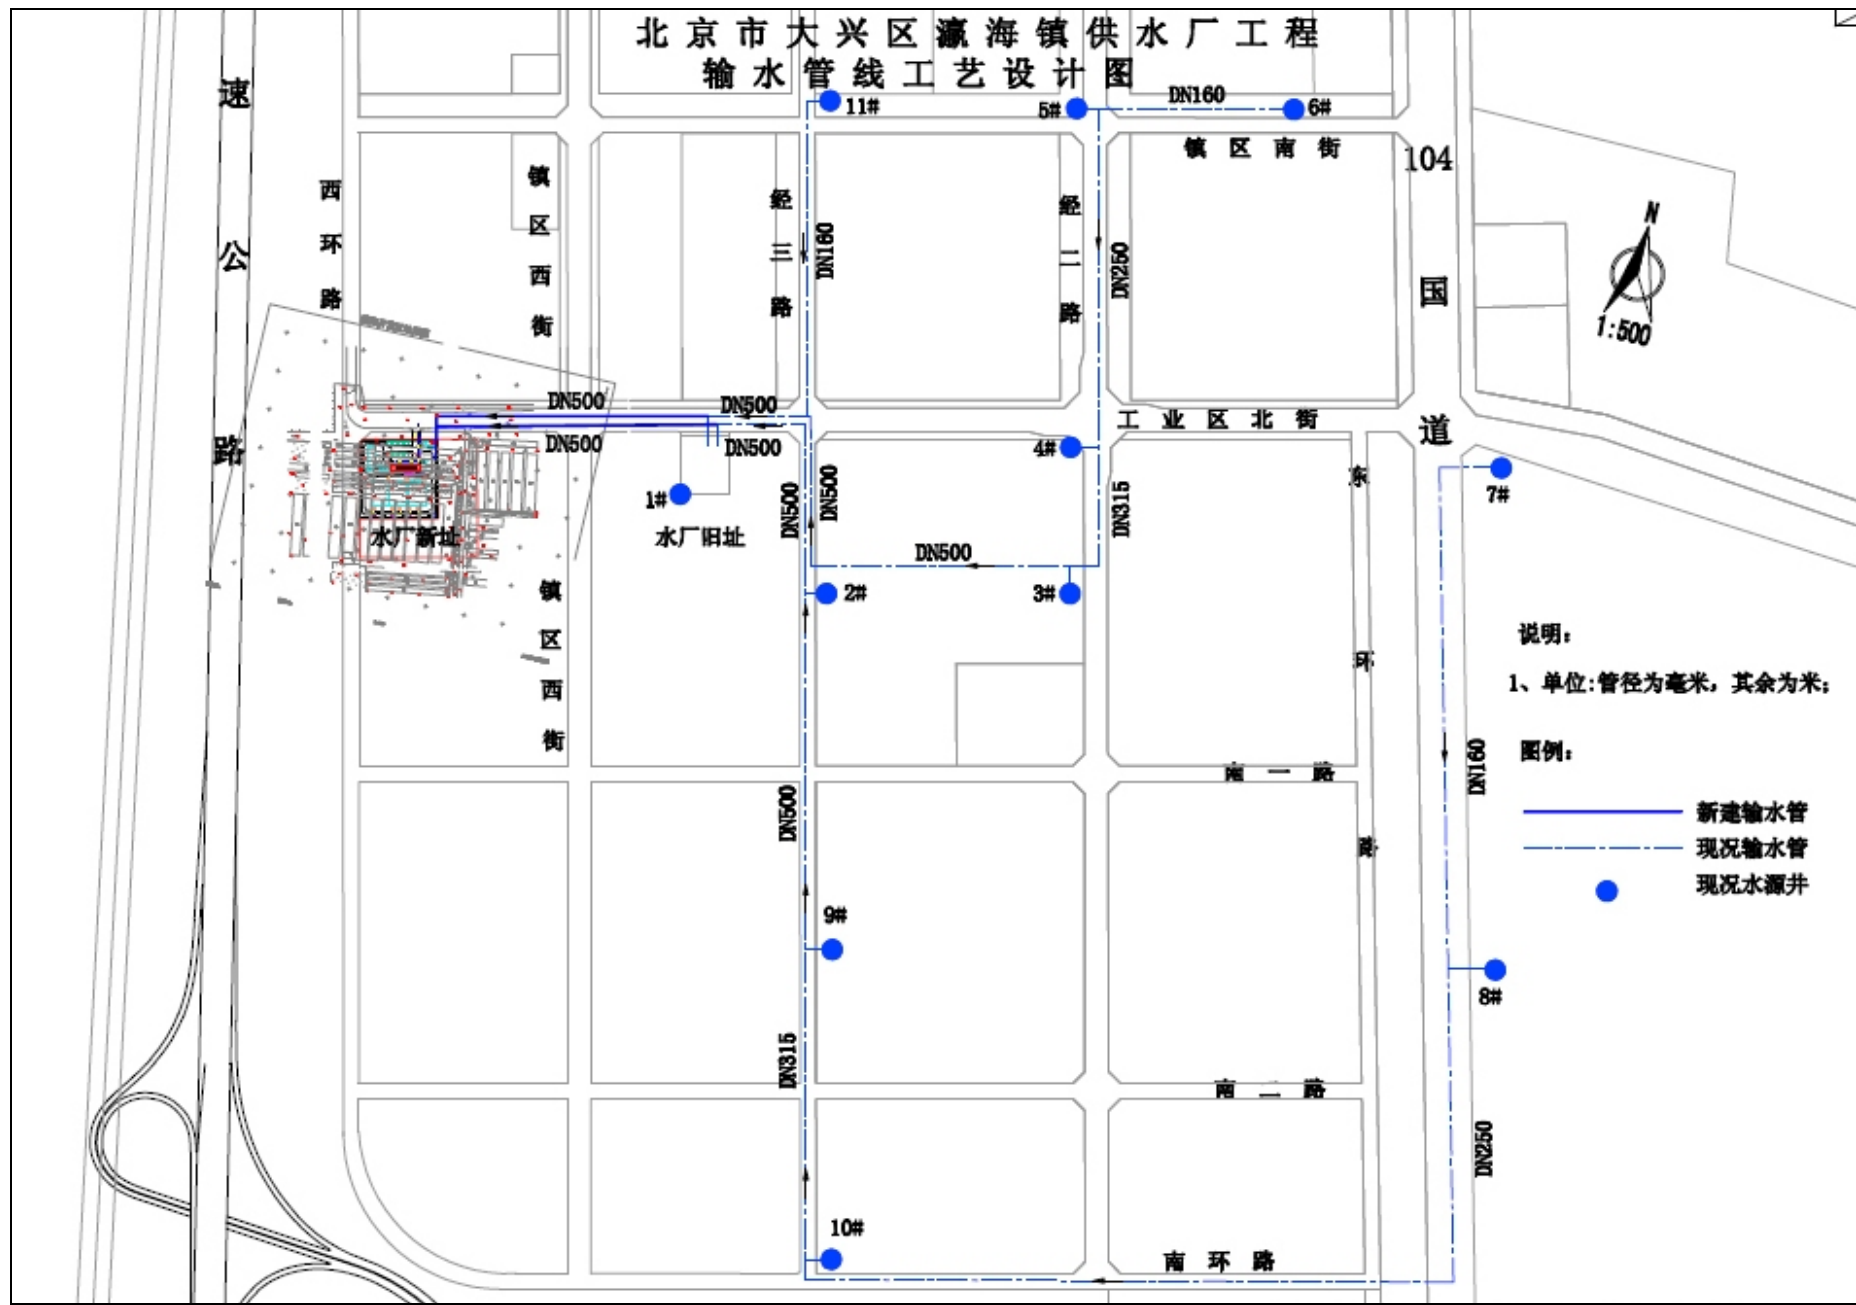 北京市大兴区瀛海镇供水厂工程
输水管线工艺设计图
速公路
西环路
镇区西街
经三路
经二路
镇区南街
104国道
11#
5#
DN160
6#
DN160
DN250
N
1:500
DN500
DN500
DN500
DN500
工业区北街
4#
7#
1#
水厂新址
水厂旧址
DN500
DN500
DN315
东环路
DN500
2#
3#
镇区西街
说明：
1、单位:管径为毫米，其余为米；
图例：
新建输水管
现况输水管
现况水源井
南一路
DN160
DN500
9#
8#
DN315
南二路
DN250
10#
南环路